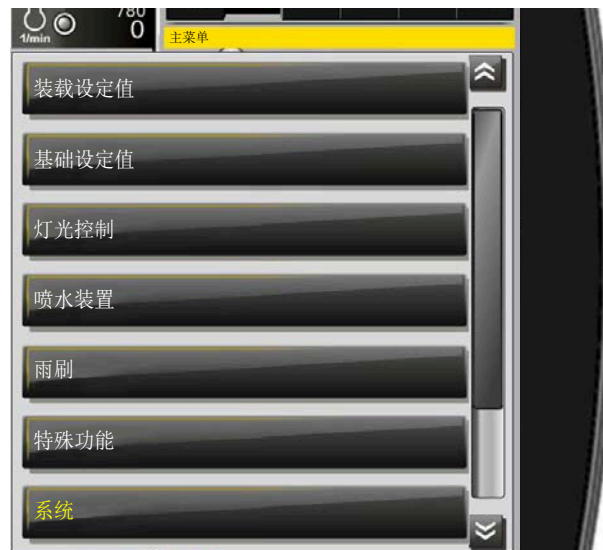 780
0
1/min
主菜单
装载设定值
基础设定值
灯光控制
喷水装置
雨刷
特殊功能
系统